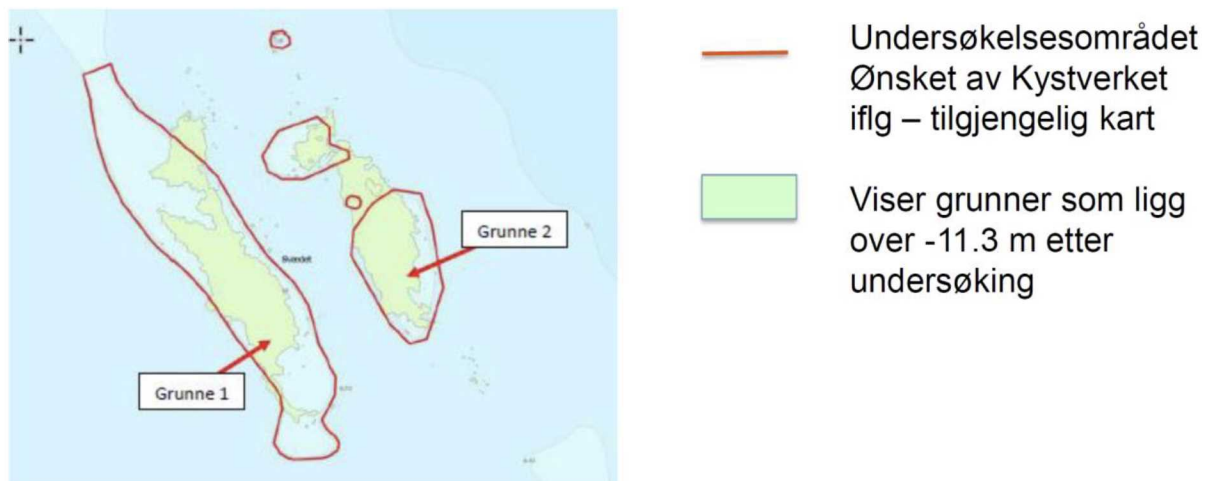 Grunne 2
Grunne 1
Undersøkelsesområdet
Ønsket av Kystverket
iflg – tilgjengelig kart
Viser grunner som ligg
over -11.3 m etter
undersøking